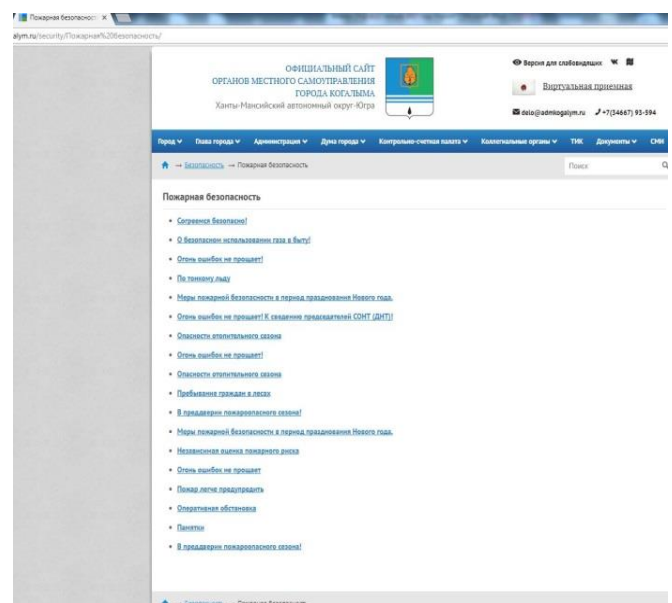 Пожарная безопасност X
alym.ru/security/Пожарная%20безопасность/
ОФИЦИАЛЬНЫЙ САЙТ
ОРГАНОВ МЕСТНОГО САМОУПРАВЛЕНИЯ
ГОРОДА КОГАЛЫМА
Ханты-Мансийский автономный округ-Югра
Версия для слабовидящих
Виртуальная приемная
delo@admkogalym.ru +7(34667) 93-594
Город Глава города Администрация Дума города Контрольно-счетная палата Коллегиальные органы ТИК Документы СМИ
→ Безопасность → Пожарная безопасность Поиск
Пожарная безопасность
• Согреемся безопасно!
• О безопасном использовании газа в быту!
• Огонь ошибок не прощает!
• По тонкому льду
• Меры пожарной безопасности в период празднования Нового года.
• Огонь ошибок не прощает! К сведению председателей СОНТ (ДНТ)!
• Опасности отопительного сезона
• Огонь ошибок не прощает!
• Опасности отопительного сезона
• Пребывание граждан в лесах
• В преддверии пожароопасного сезона!
• Меры пожарной безопасности в период празднования Нового года.
• Независимая оценка пожарного риска
• Огонь ошибок не прощает
• Пожар легче предупредить
• Оперативная обстановка
• Памятки
• В преддверии пожароопасного сезона!